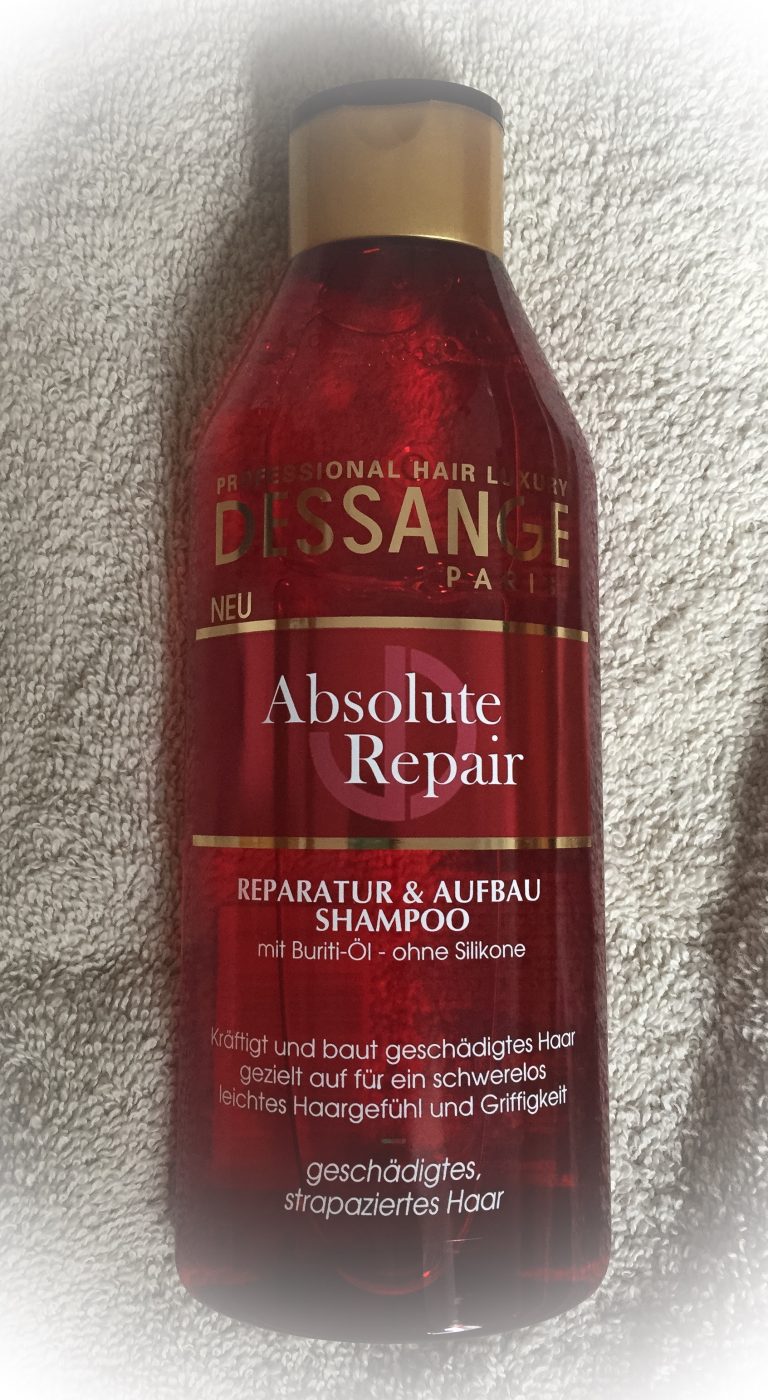 PROFESSIONAL HAIR LUXURY
DESSANGE
PARIS
NEU
Absolute
Repair
REPARATUR & AUFBAU
SHAMPOO
mit Buriti-Öl - ohne Silikone
Kräftigt und baut geschädigtes Haar
gezielt auf für ein schwerelos
leichtes Haargefühl und Griffigkeit
geschädigtes,
strapaziertes Haar